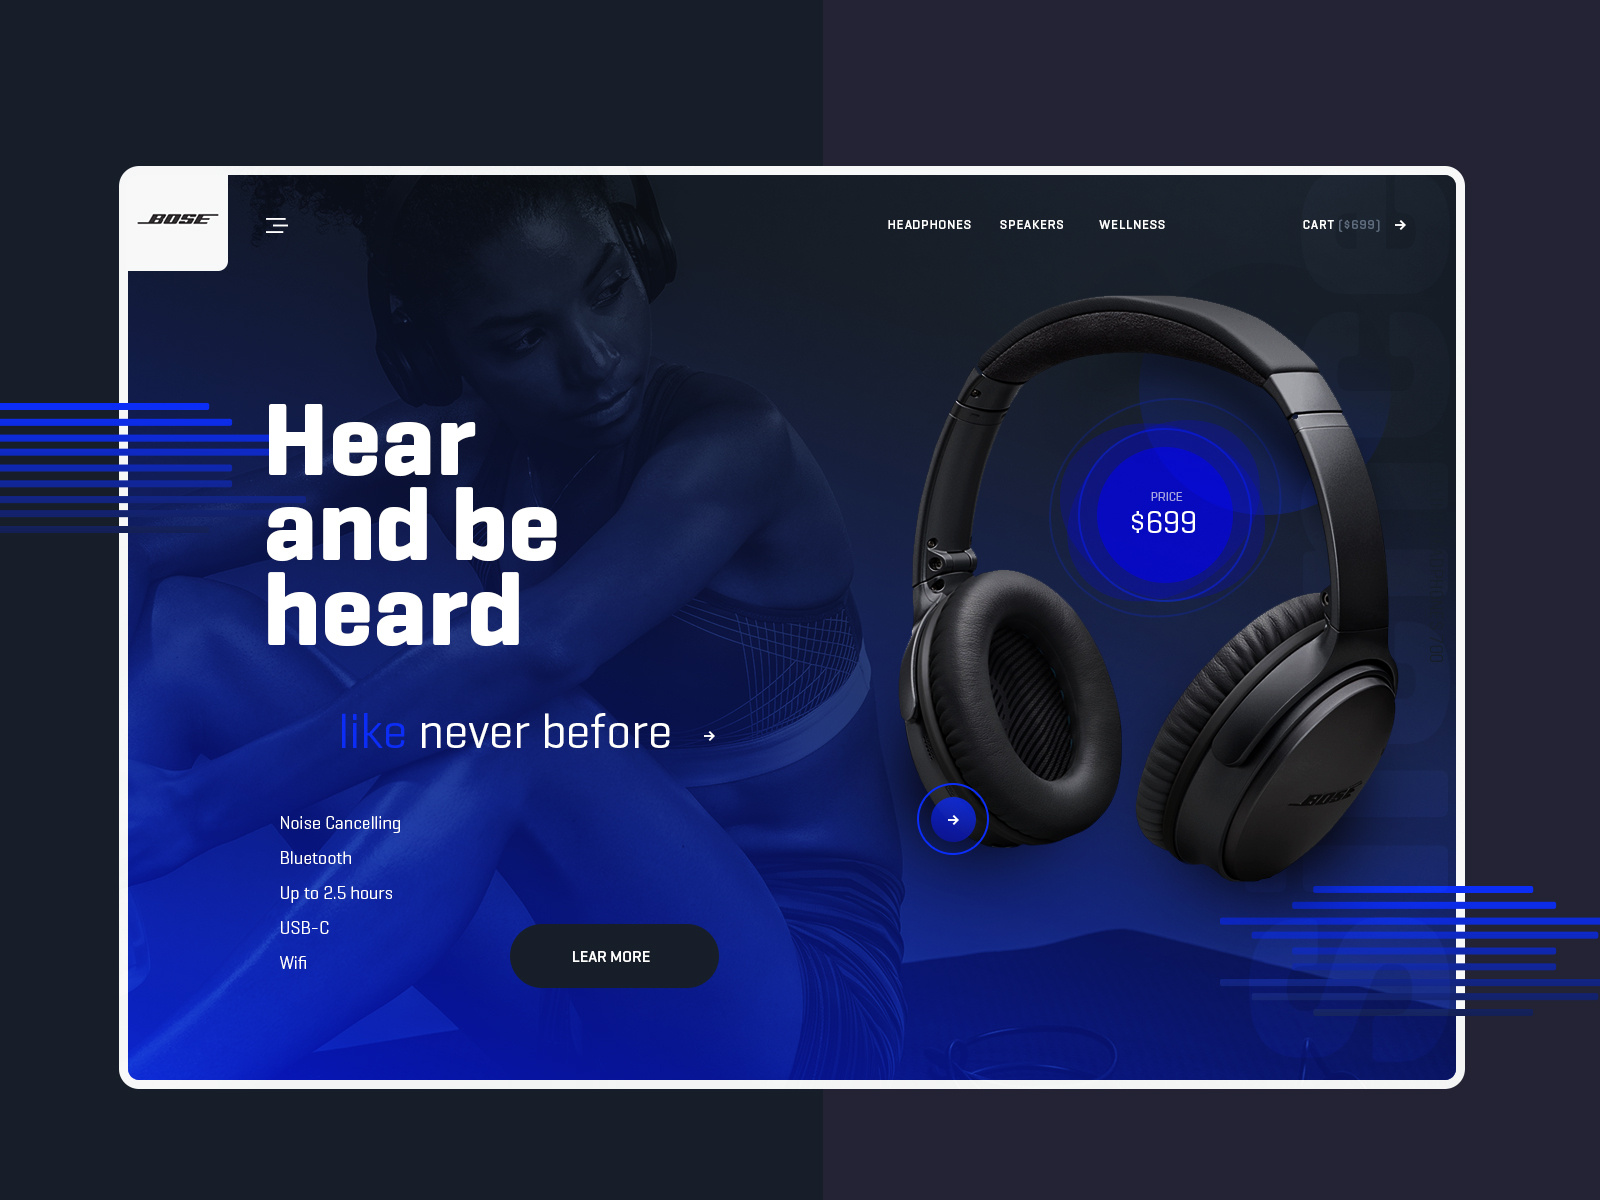 BOSE
HEADPHONES SPEAKERS WELLNESS CART ($699)
Hear
and be
heard
like never before
PRICE
$699
Noise Cancelling
Bluetooth
Up to 2.5 hours
USB-C
Wifi
LEAR MORE
BOSE